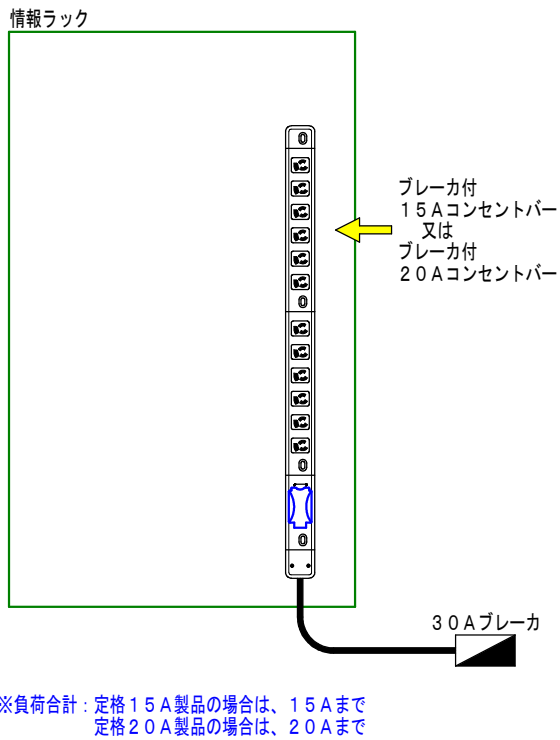 情報ラック
ブレーカ付
１５Ａコンセントバー
又は
ブレーカ付
２０Ａコンセントバー
３０Ａブレーカ
※負荷合計：定格１５Ａ製品の場合は、１５Ａまで
定格２０Ａ製品の場合は、２０Ａまで